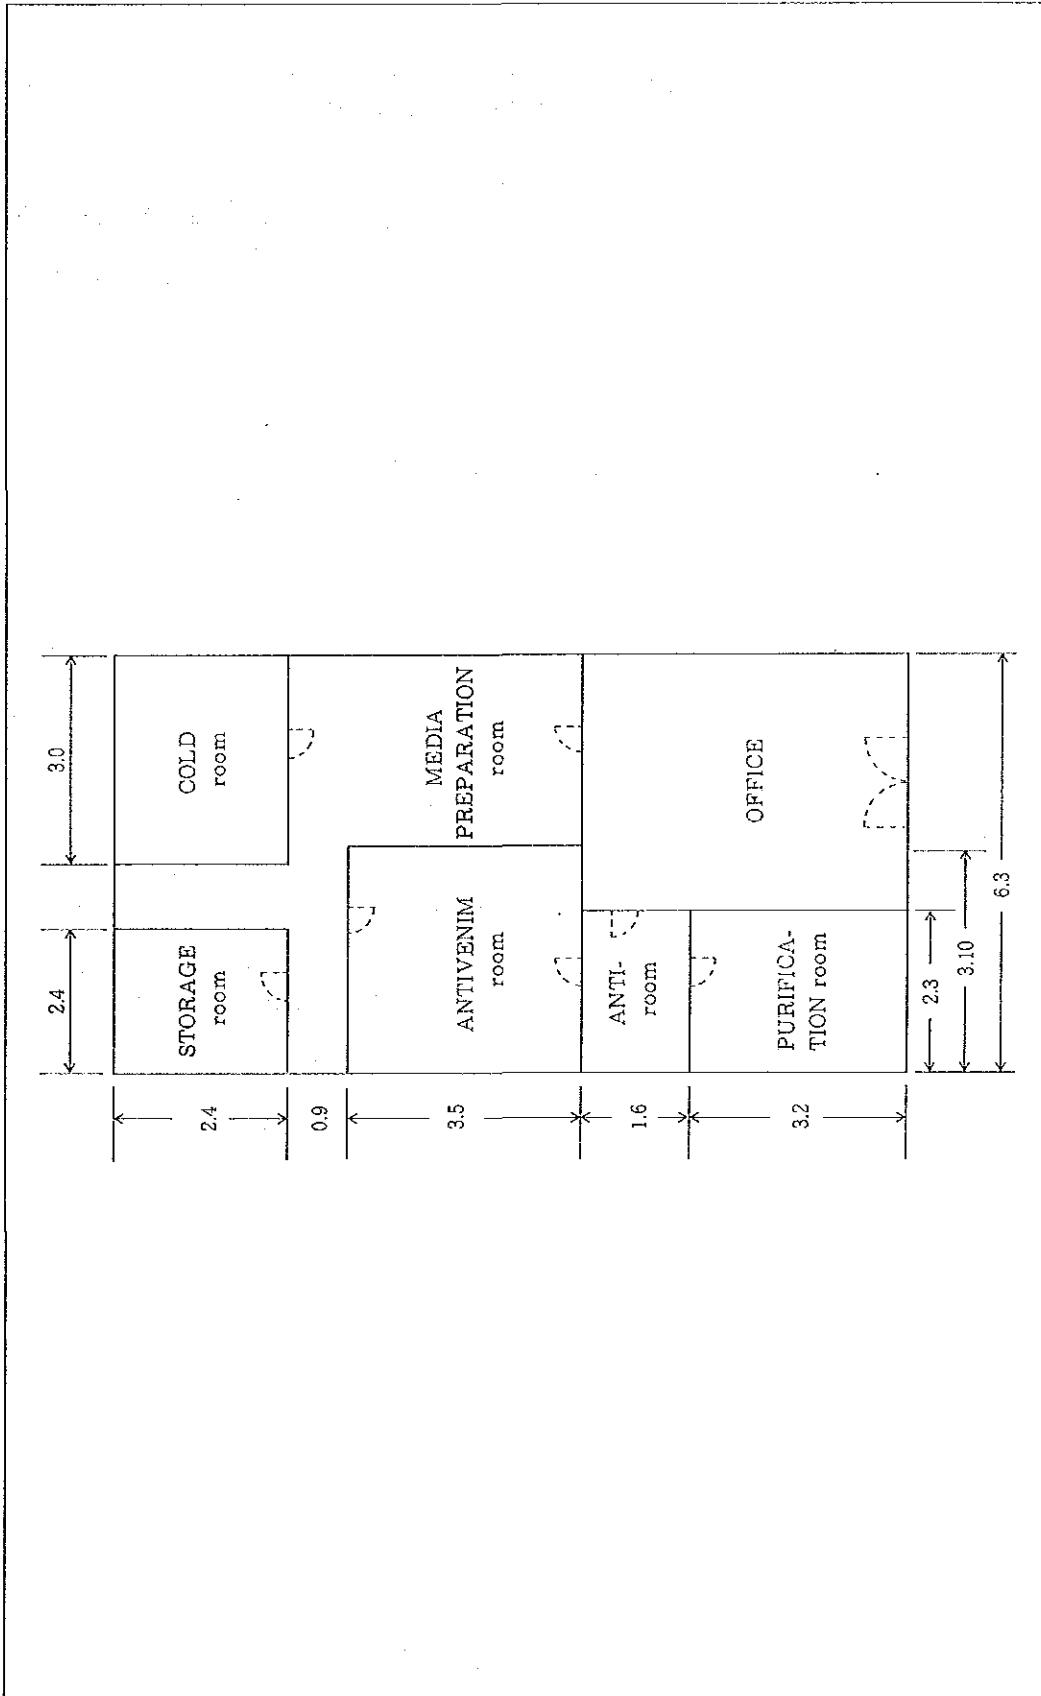 3.0
2.4
COLD
room
STORAGE
room
2.4
0.9
MEDIA
PREPARATION
room
ANTIVENIM
room
3.5
ANTI-
room
1.6
OFFICE
PURIFICA-
TION room
3.2
2.3
3.10
6.3